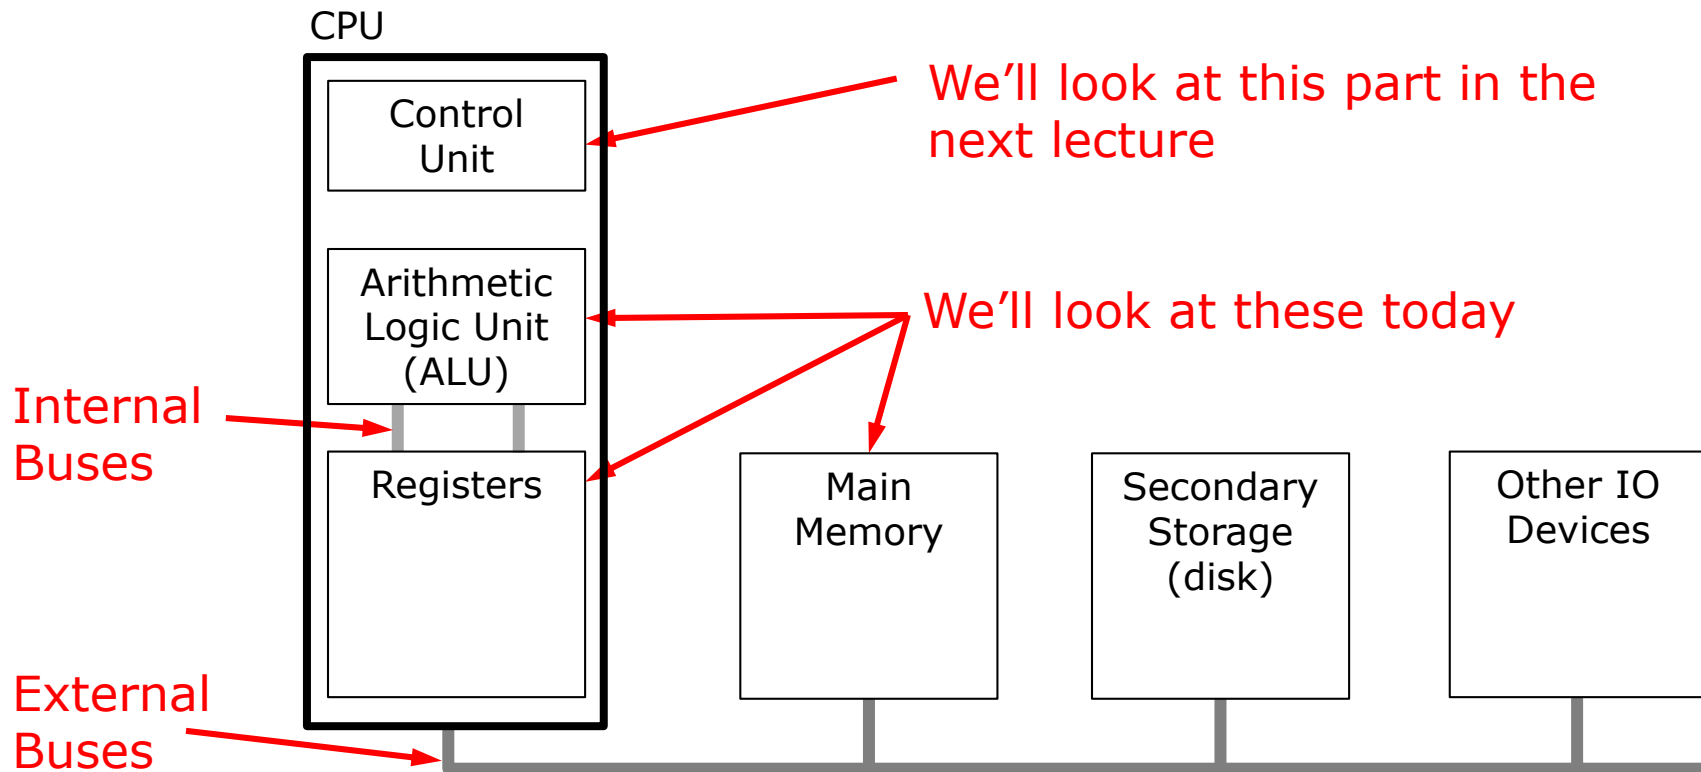 CPU
Control
Unit
We’ll look at this part in the
next lecture
Arithmetic
Logic Unit
(ALU)
We’ll look at these today
Internal
Buses
Registers
Main
Memory
Secondary
Storage
(disk)
Other IO
Devices
External
Buses